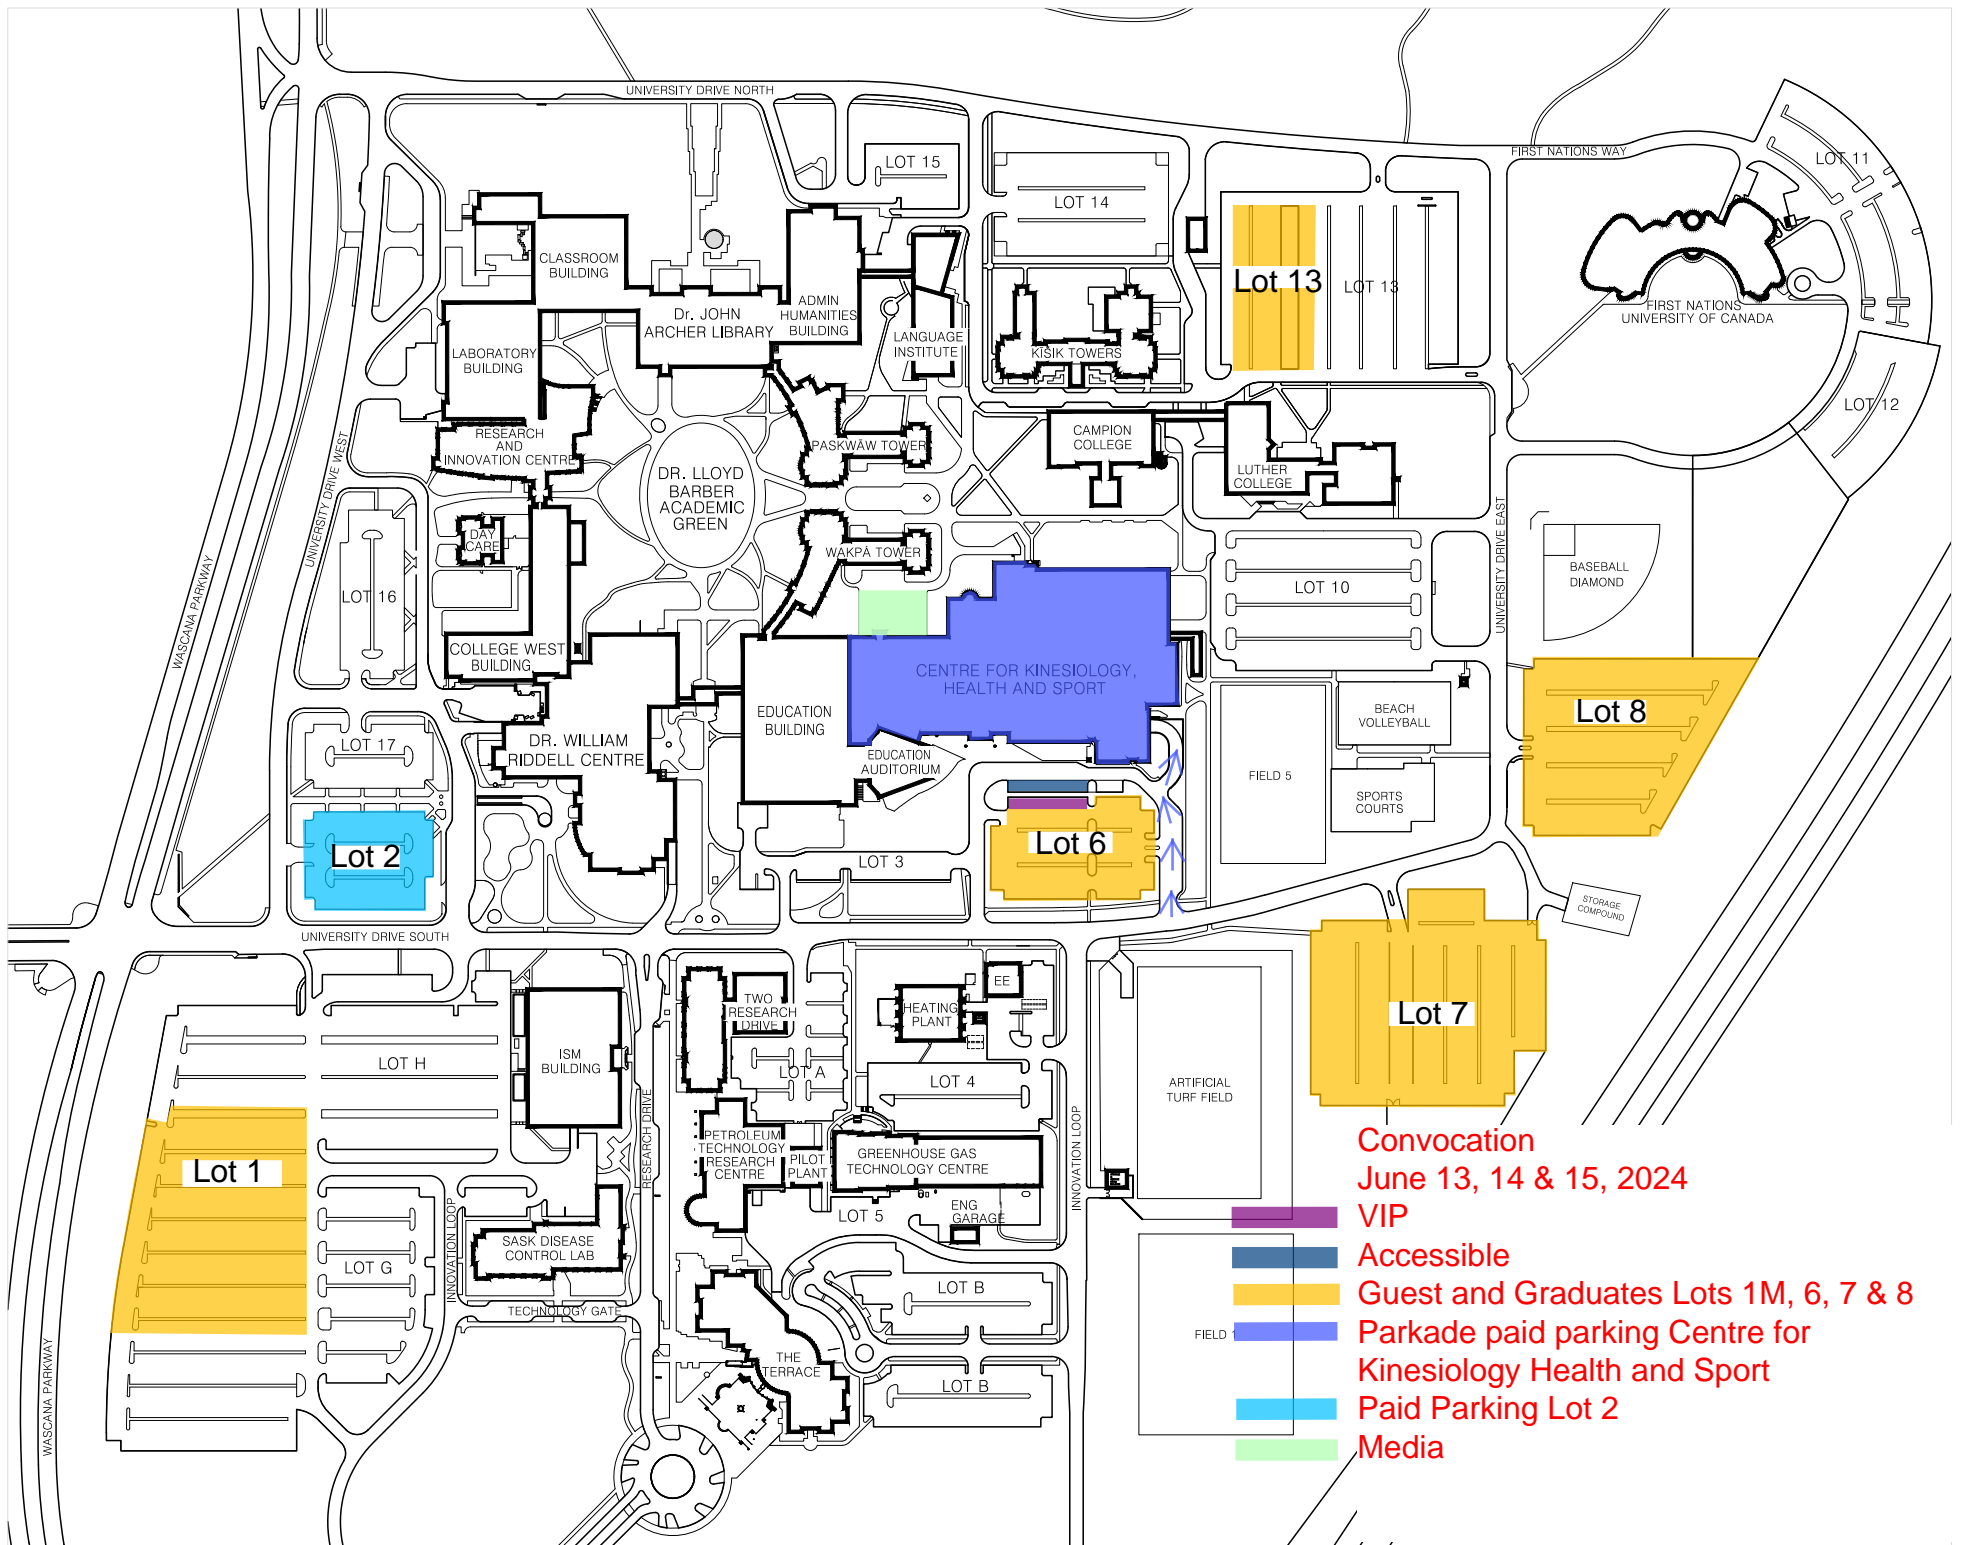 UNIVERSITY DRIVE NORTH
FIRST NATIONS WAY
LOT 11
LOT 15
LOT 14
CLASSROOM
BUILDING
Lot 13
LOT 13
Dr. JOHN
ARCHER LIBRARY
ADMIN
HUMANITIES
BUILDING
LANGUAGE
INSTITUTE
KĪSIK TOWERS
FIRST NATIONS
UNIVERSITY OF CANADA
LABORATORY
BUILDING
LOT 12
RESEARCH
AND
INNOVATION CENTRE
PASKWĀW TOWER
CAMPION
COLLEGE
LUTHER
COLLEGE
DR. LLOYD
BARBER
ACADEMIC
GREEN
UNIVERSITY DRIVE WEST
UNIVERSITY DRIVE EAST
DAY
CARE
WAKPĀ TOWER
LOT 16
LOT 10
BASEBALL
DIAMOND
WASCANA PARKWAY
COLLEGE WEST
BUILDING
CENTRE FOR KINESIOLOGY,
HEALTH AND SPORT
EDUCATION
BUILDING
BEACH
VOLLEYBALL
Lot 8
LOT 17
DR. WILLIAM
RIDDELL CENTRE
EDUCATION
AUDITORIUM
FIELD 5
SPORTS
COURTS
Lot 2
LOT 3
Lot 6
STORAGE
COMPOUND
UNIVERSITY DRIVE SOUTH
TWO
RESEARCH
DRIVE
HEATING
PLANT
EE
Lot 7
LOT H
ISM
BUILDING
LOT A
LOT 4
ARTIFICIAL
TURF FIELD
RESEARCH DRIVE
INNOVATION LOOP
Lot 1
PETROLEUM
TECHNOLOGY
RESEARCH
CENTRE
PILOT
PLANT
GREENHOUSE GAS
TECHNOLOGY CENTRE
LOT 5
ENG
GARAGE
INNOVATION LOOP
SASK DISEASE
CONTROL LAB
LOT G
LOT B
TECHNOLOGY GATE
FIELD 1
THE
TERRACE
LOT B
WASCANA PARKWAY
Convocation
June 13, 14 & 15, 2024
VIP
Accessible
Guest and Graduates Lots 1M, 6, 7 & 8
Parkade paid parking Centre for
Kinesiology Health and Sport
Paid Parking Lot 2
Media